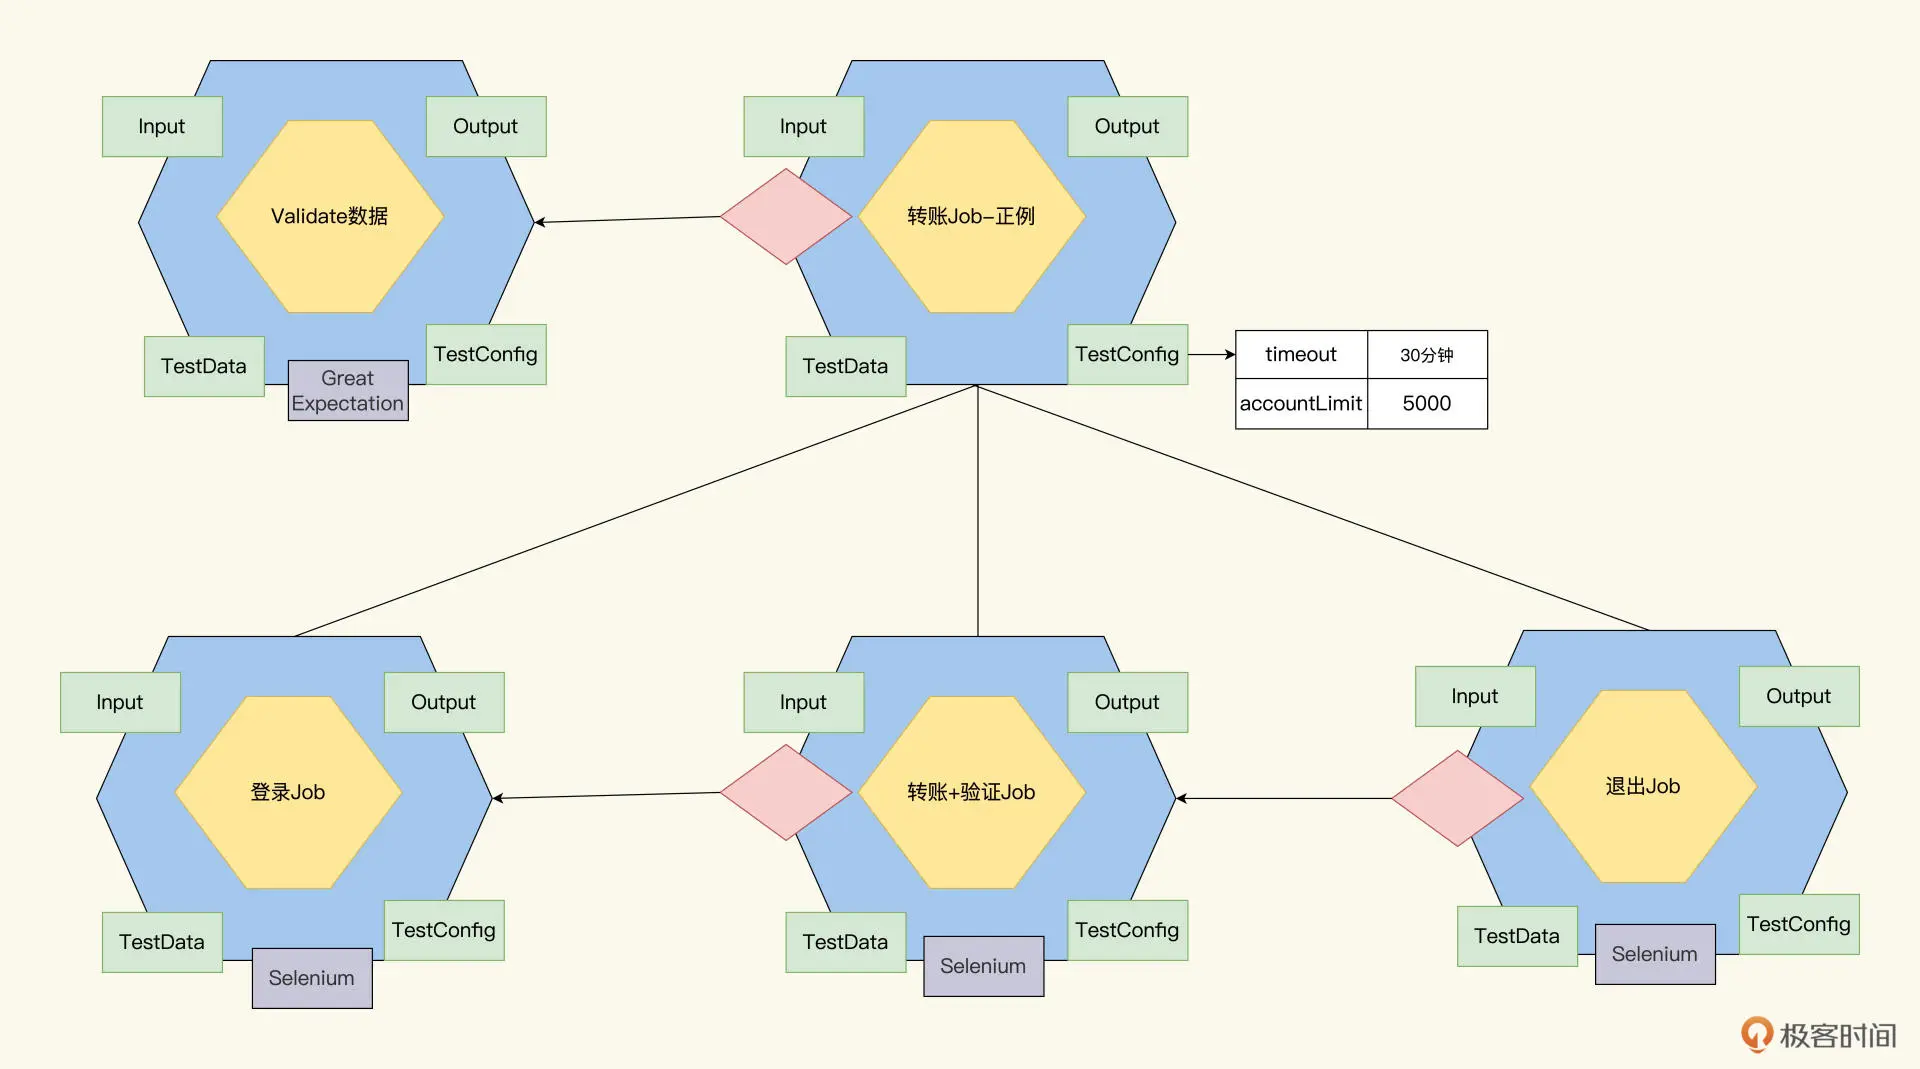 Input
Output
Validate数据
TestData
TestConfig
Great
Expectation
Input
Output
转账Job-正例
TestData
TestConfig
timeout
30分钟
accountLimit
5000
Input
Output
登录Job
TestData
TestConfig
Selenium
Input
Output
转账+验证Job
TestData
TestConfig
Selenium
Input
Output
退出Job
TestData
TestConfig
Selenium
极客时间